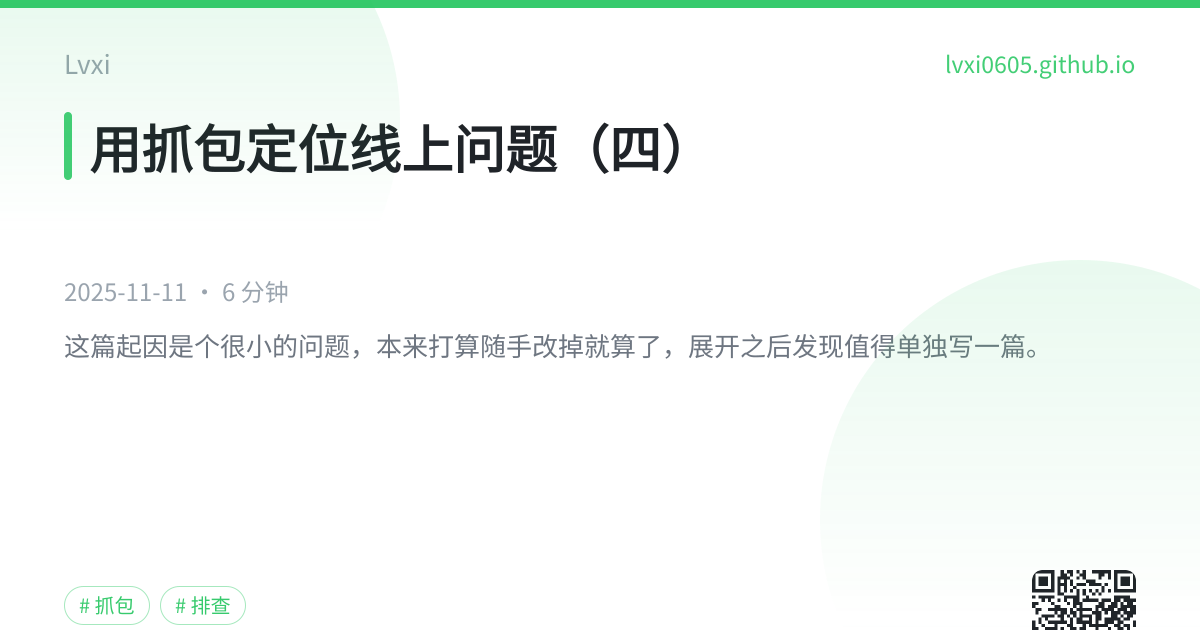 Lvxi
lvxi0605.github.io
用抓包定位线上问题（四）
2025-11-11 · 6 分钟
这篇起因是个很小的问题，本来打算随手改掉就算了，展开之后发现值得单独写一篇。
# 抓包
# 排查